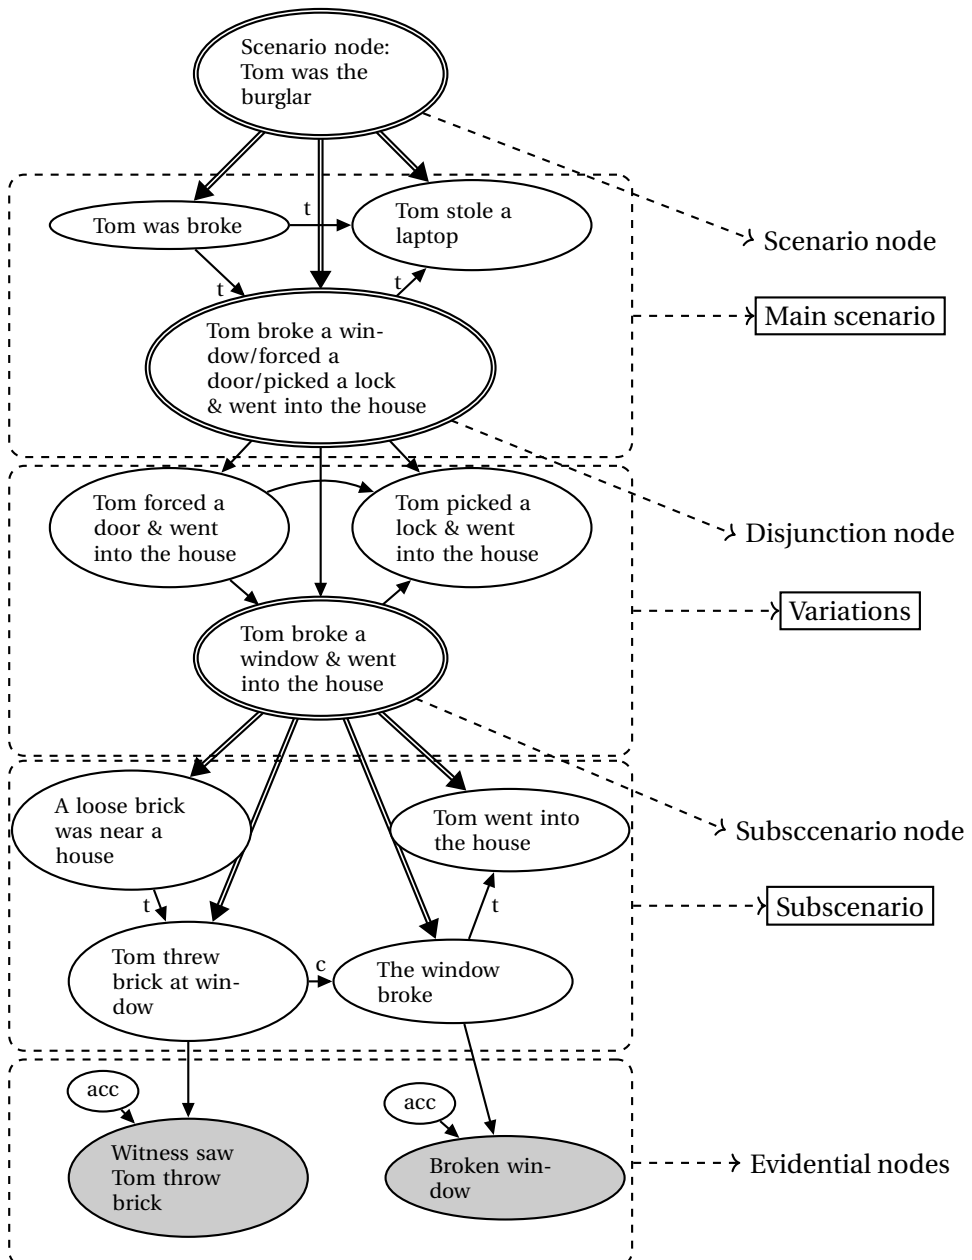 Scenario node:
Tom was the
burglar
Tom was broke
t
Tom stole a
laptop
Scenario node
t
t
Main scenario
Tom broke a win-
dow/forced a
door/picked a lock
& went into the house
Tom forced a
door & went
into the house
Tom picked a
lock & went
into the house
Disjunction node
Variations
Tom broke a
window & went
into the house
A loose brick
was near a
house
Tom went into
the house
Subsccenario node
t
t
Subscenario
Tom threw
brick at win-
dow
c
The window
broke
acc
acc
Witness saw
Tom throw
brick
Broken win-
dow
Evidential nodes